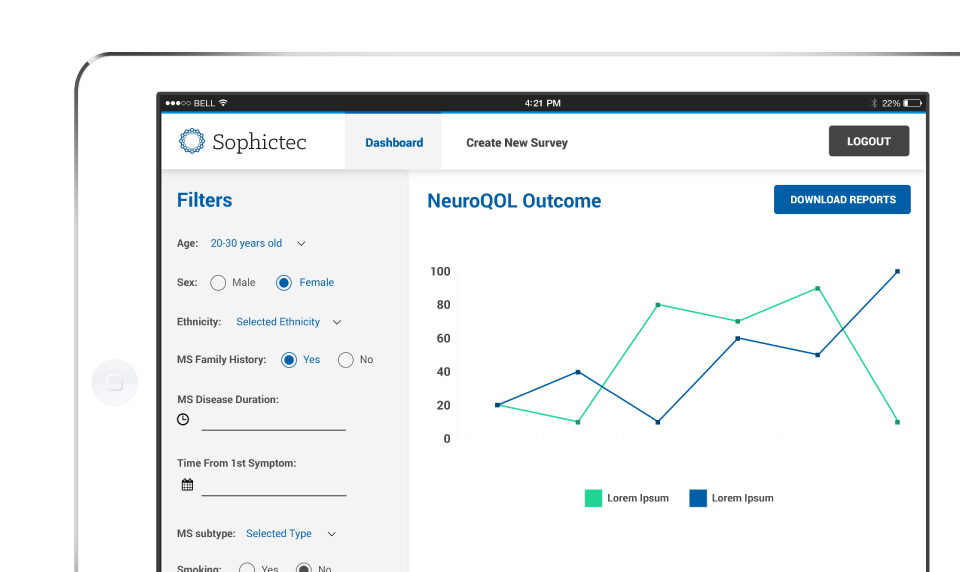 BELL
4:21 PM
22%
Sophictec
Dashboard
Create New Survey
LOGOUT
Filters
NeuroQOL Outcome
DOWNLOAD REPORTS
Age: 20-30 years old
Sex: Male Female
Ethnicity: Selected Ethnicity
MS Family History: Yes No
MS Disease Duration:
Time From 1st Symptom:
MS subtype: Selected Type
Smoking: Yes No
100
80
60
40
20
0
Lorem Ipsum
Lorem Ipsum